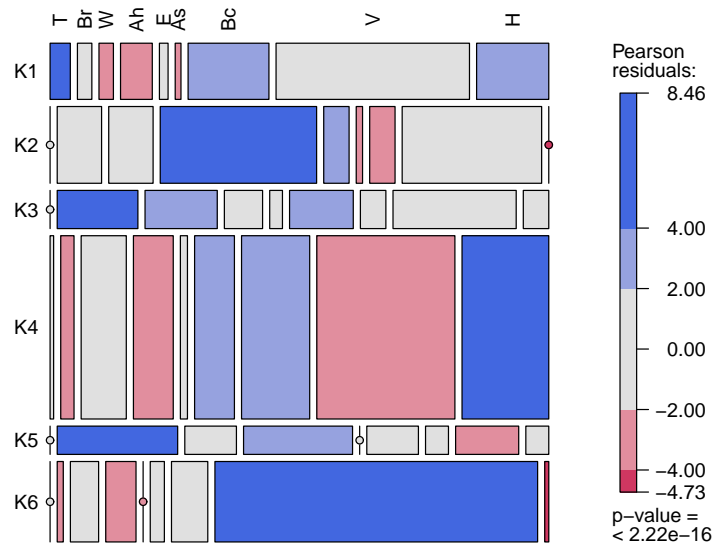 T Br W Ah E As Bc V H
K1
K2
K3
K4
K5
K6
Pearson
residuals:
8.46
4.00
2.00
0.00
−2.00
−4.00
−4.73
p−value =
< 2.22e−16